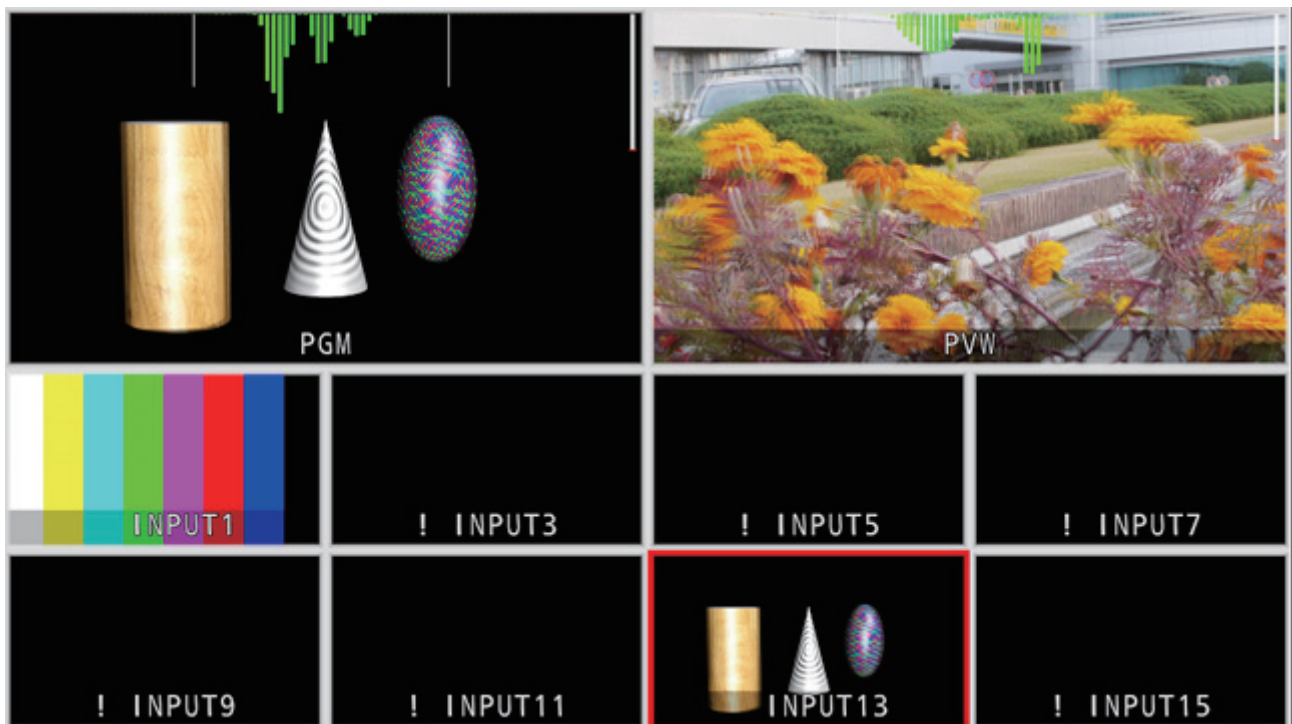 PGM
PVW
INPUT1
! INPUT3
! INPUT5
! INPUT7
! INPUT9
! INPUT11
INPUT13
! INPUT15